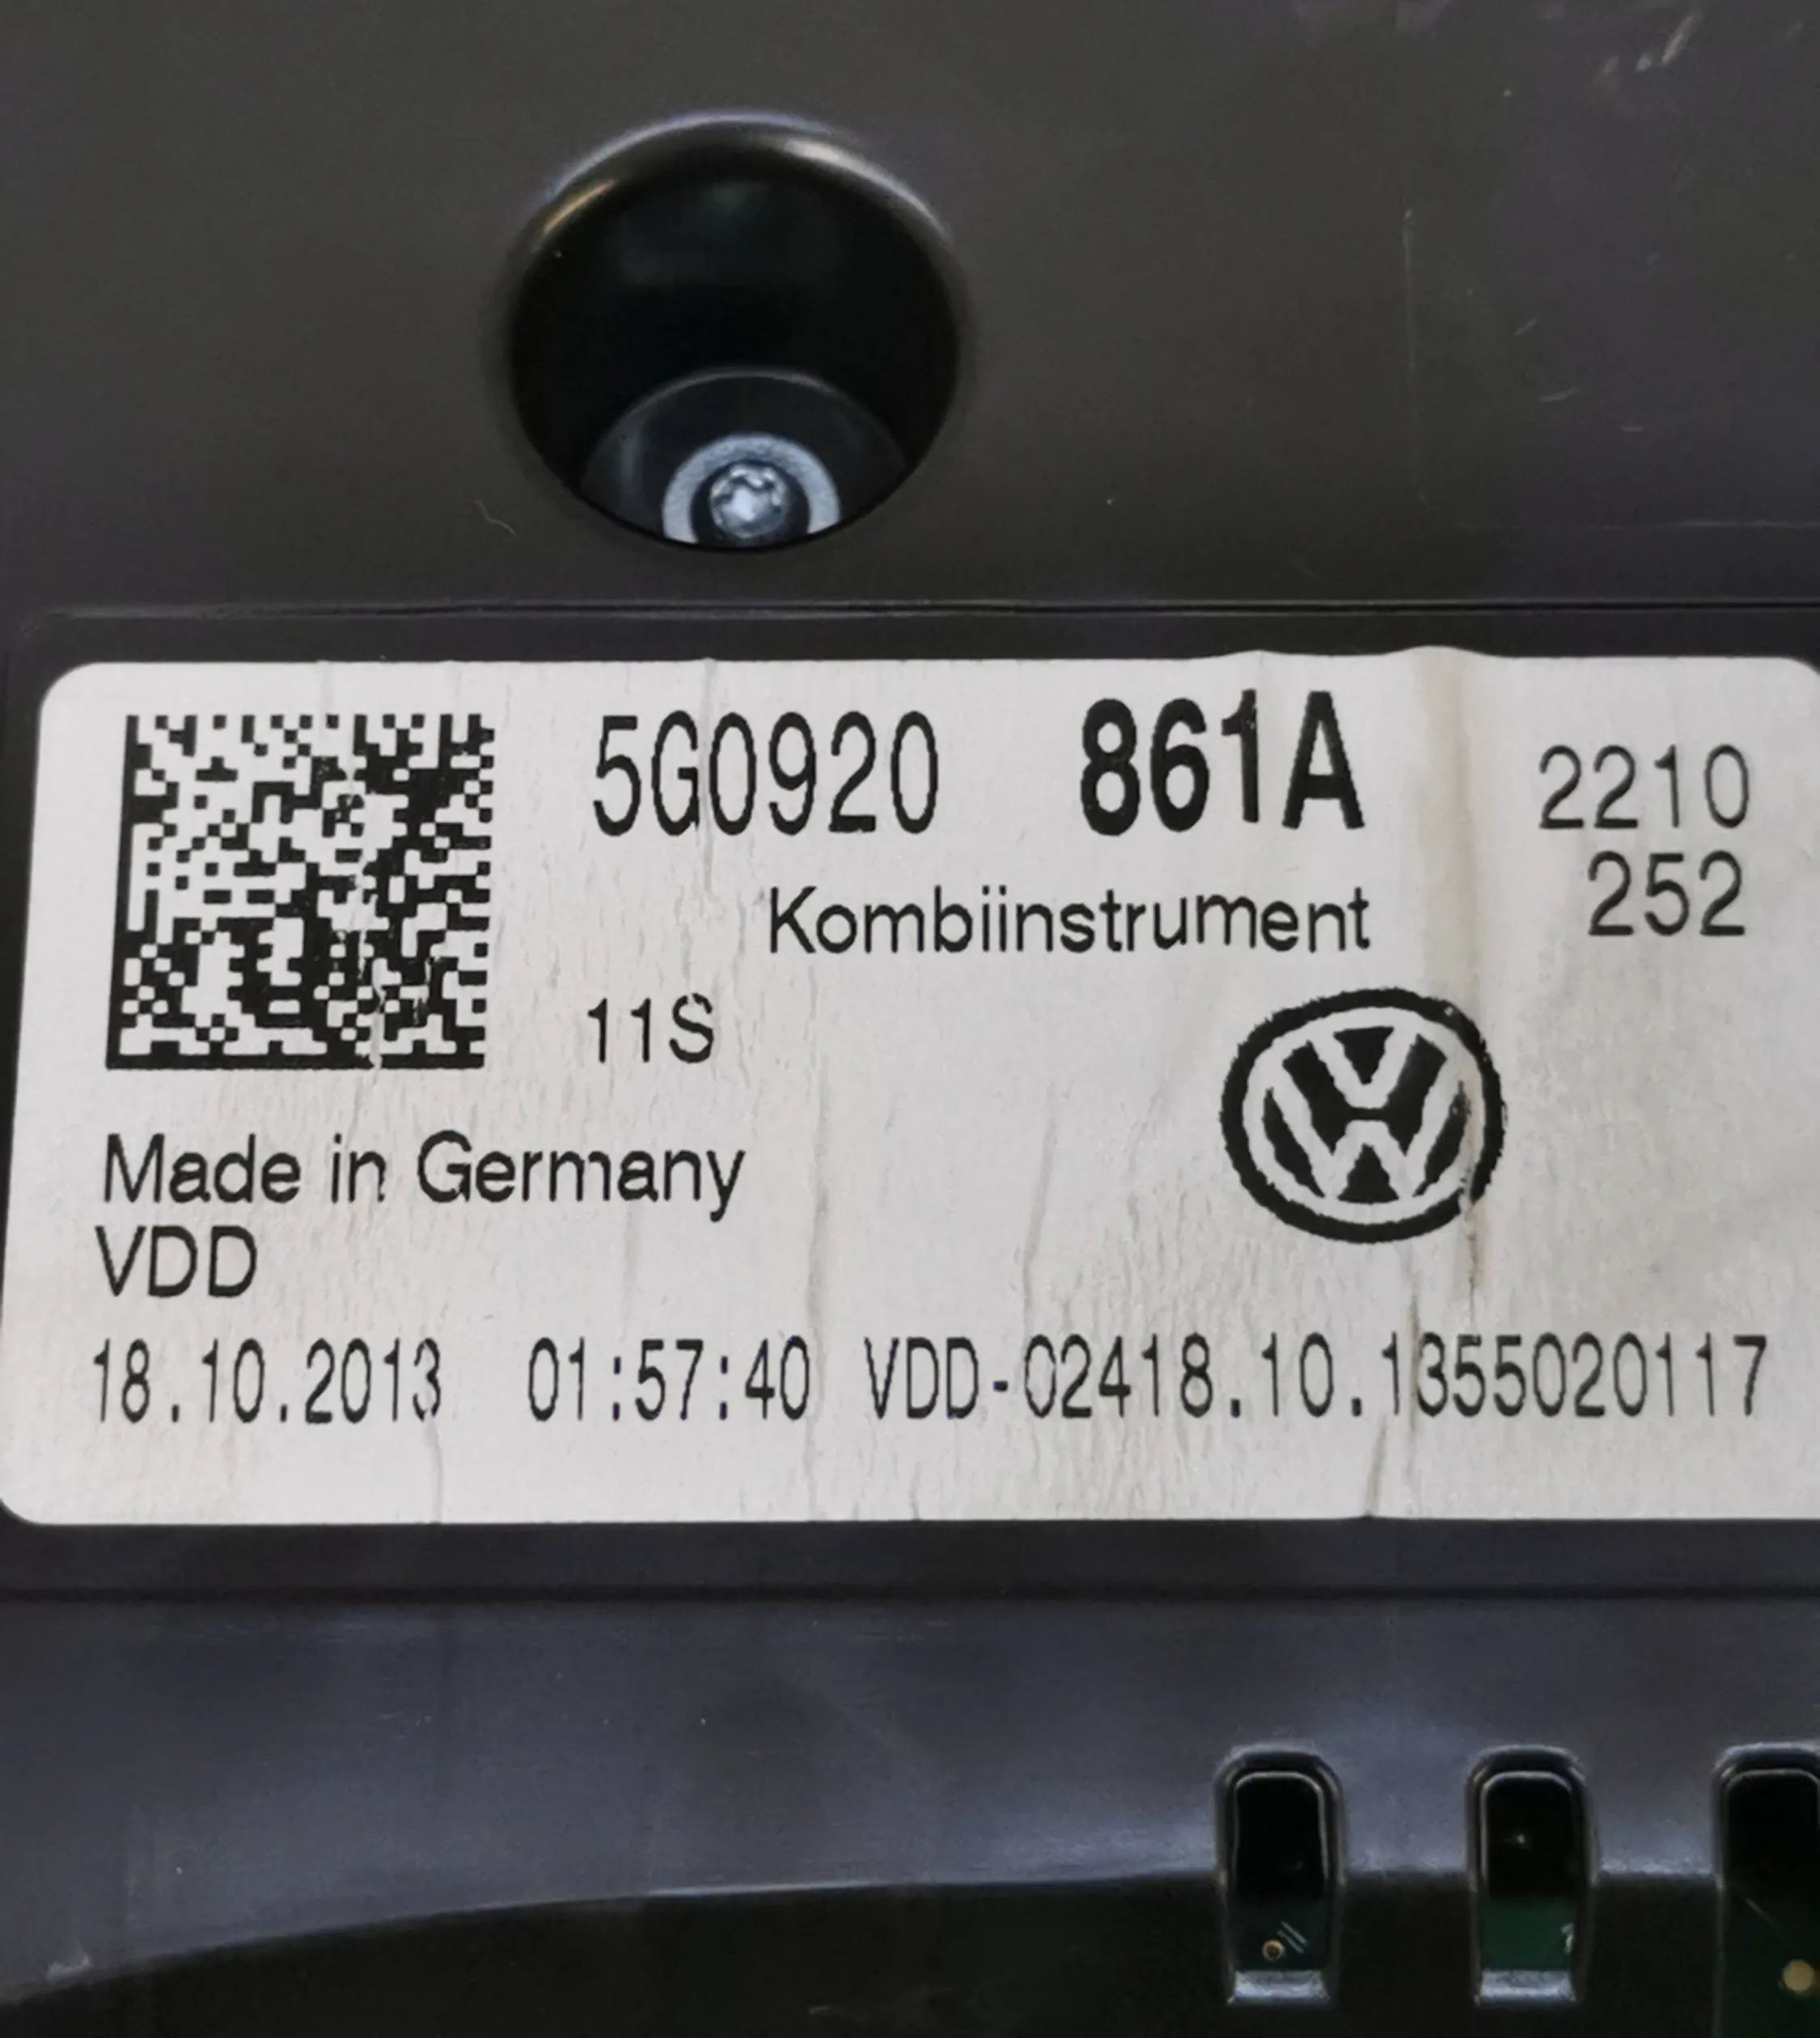 5G0920 861A 2210
252
Kombiinstrument
11S
Made in Germany
VDD
18.10.2013 01:57:40 VDD-02418.10.1355020117